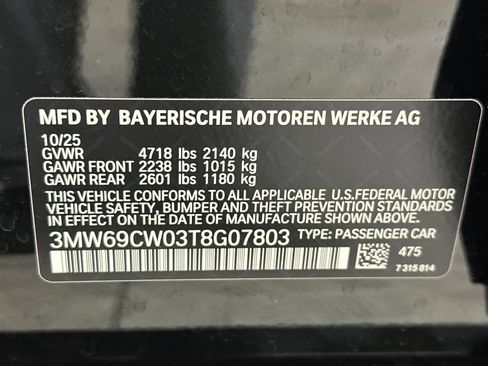 MFD BY BAYERISCHE MOTOREN WERKE AG
10/25
GVWR 4718 lbs 2140 kg
GAWR FRONT 2238 lbs 1015 kg
GAWR REAR 2601 lbs 1180 kg
THIS VEHICLE CONFORMS TO ALL APPLICABLE U.S.FEDERAL MOTOR
VEHICLE SAFETY, BUMPER AND THEFT PREVENTION STANDARDS
IN EFFECT ON THE DATE OF MANUFACTURE SHOWN ABOVE.
3MW69CW03T8G07803 TYPE: PASSENGER CAR
475
7 315 814